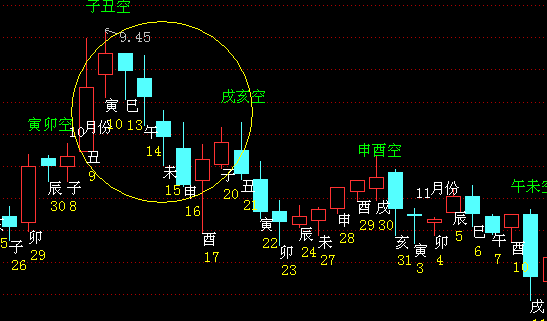 子丑空
9.45
寅 巳
10 13
戌亥空
寅卯空
10月份
午
14
丑
9
未
15
申
16
酉
17
子
20
丑
21
辰 子
30 8
子
26
卯
29
寅
22
卯
23
辰
24
未
27
申
28
申酉空
酉 戌
29 30
亥
31
11月份
寅
3
卯
4
辰
5
巳
6
午
7
酉
10
午未空
戌